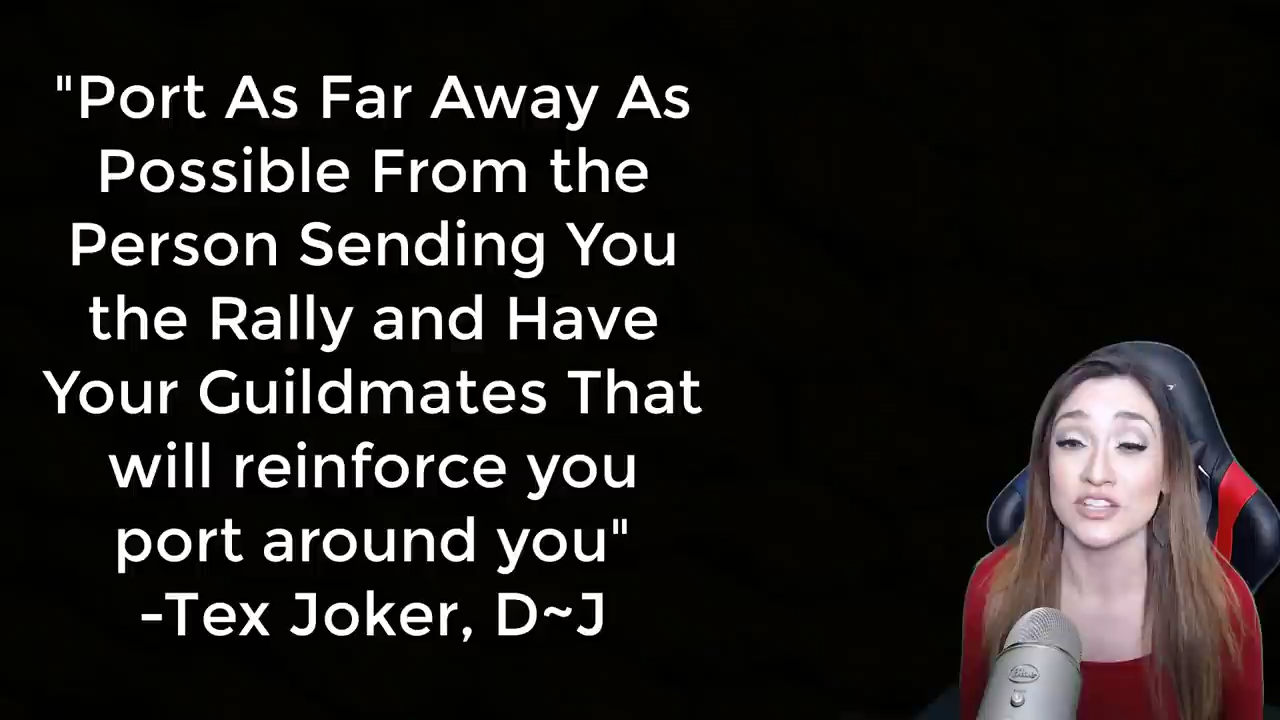 "Port As Far Away As
Possible From the
Person Sending You
the Rally and Have
Your Guildmates That
will reinforce you
port around you"
-Tex Joker, D~J
Blue